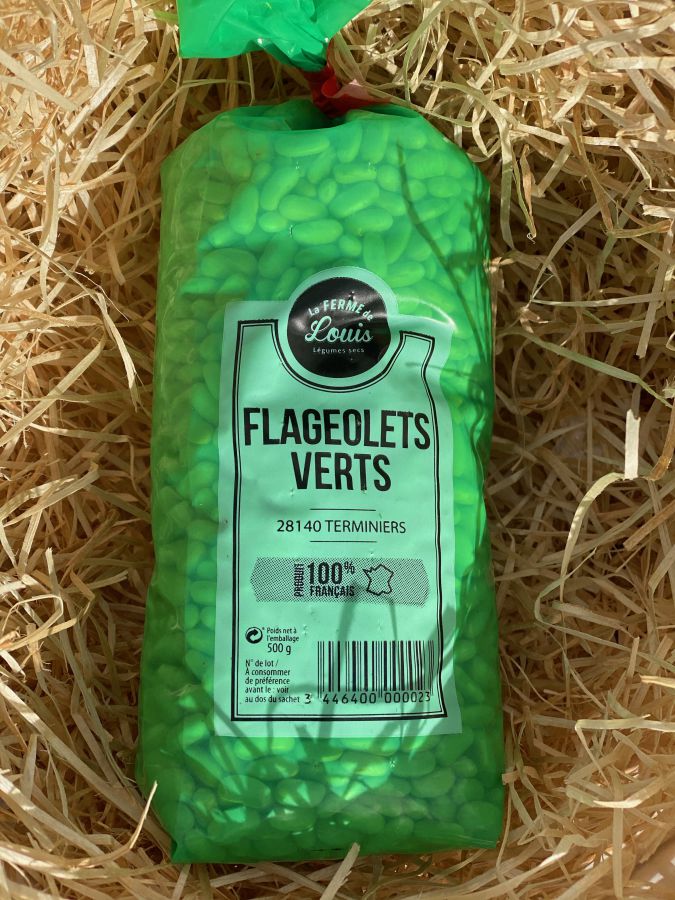 La FERME de
Louis
Légumes secs
FLAGEOLETS
VERTS
28140 TERMINIERS
PRODUIT
100%
FRANÇAIS
Poids net à
l'emballage
500 g
N° de lot /
À consommer
de préférence
avant le : voir
au dos du sachet
3 446400 000023